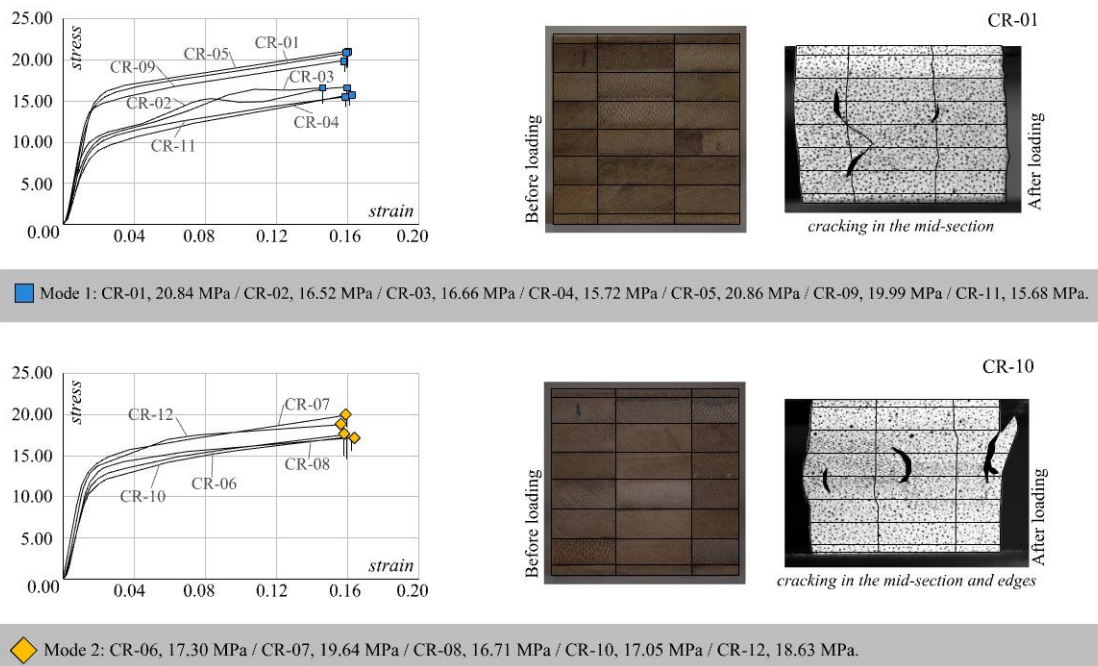 25.00
20.00
15.00
10.00
5.00
0.00
stress
CR-09
CR-05
CR-01
CR-02
CR-03
CR-04
CR-11
strain
0.04
0.08
0.12
0.16
0.20
Before loading
CR-01
After loading
cracking in the mid-section
Mode 1: CR-01, 20.84 MPa / CR-02, 16.52 MPa / CR-03, 16.66 MPa / CR-04, 15.72 MPa / CR-05, 20.86 MPa / CR-09, 19.99 MPa / CR-11, 15.68 MPa.
25.00
20.00
15.00
10.00
5.00
0.00
stress
CR-12
CR-07
CR-10
CR-06
CR-08
strain
0.04
0.08
0.12
0.16
0.20
Before loading
CR-10
After loading
cracking in the mid-section and edges
Mode 2: CR-06, 17.30 MPa / CR-07, 19.64 MPa / CR-08, 16.71 MPa / CR-10, 17.05 MPa / CR-12, 18.63 MPa.